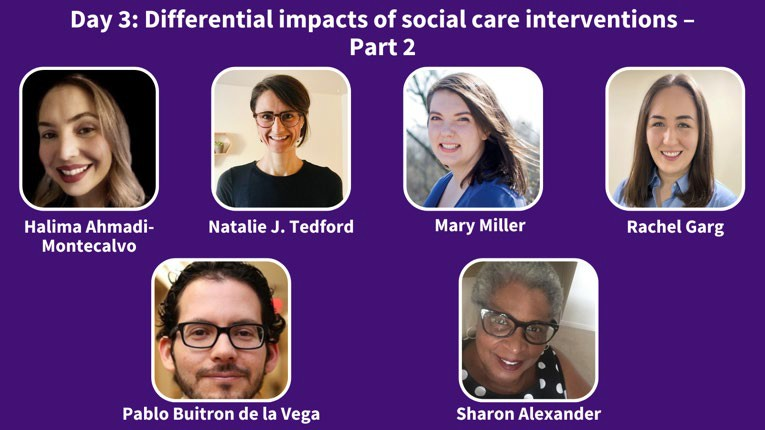 Day 3: Differential impacts of social care interventions –
Part 2
Halima Ahmadi-
Montecalvo
Natalie J. Tedford
Mary Miller
Rachel Garg
Pablo Buitron de la Vega
Sharon Alexander